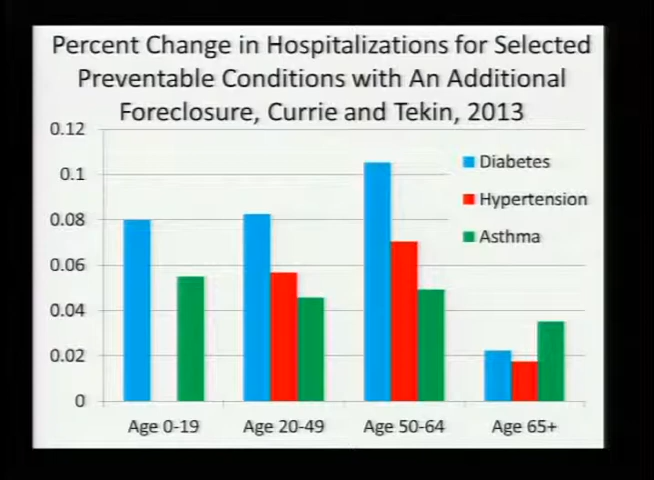 Percent Change in Hospitalizations for Selected
Preventable Conditions with An Additional
Foreclosure, Currie and Tekin, 2013
0.12
0.1
0.08
0.06
0.04
0.02
0
Diabetes
Hypertension
Asthma
Age 0-19
Age 20-49
Age 50-64
Age 65+